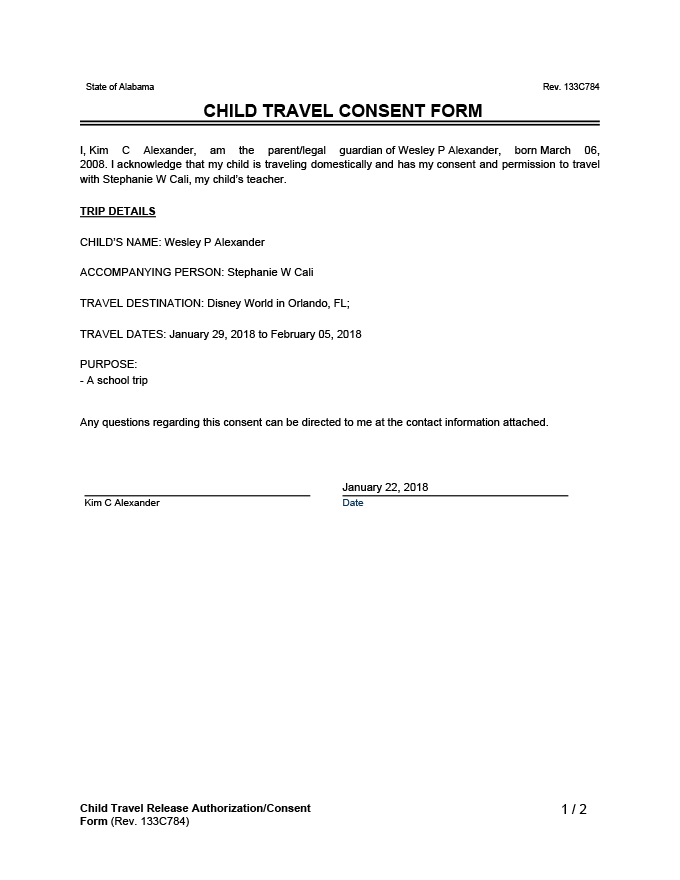 State of Alabama Rev. 133C784
CHILD TRAVEL CONSENT FORM
I, Kim C Alexander, am the parent/legal guardian of Wesley P Alexander, born March 06,
2008. I acknowledge that my child is traveling domestically and has my consent and permission to travel
with Stephanie W Cali, my child's teacher.
TRIP DETAILS
CHILD'S NAME: Wesley P Alexander
ACCOMPANYING PERSON: Stephanie W Cali
TRAVEL DESTINATION: Disney World in Orlando, FL;
TRAVEL DATES: January 29, 2018 to February 05, 2018
PURPOSE:
- A school trip
Any questions regarding this consent can be directed to me at the contact information attached.
January 22, 2018
Kim C Alexander Date
Child Travel Release Authorization/Consent 1 / 2
Form (Rev. 133C784)